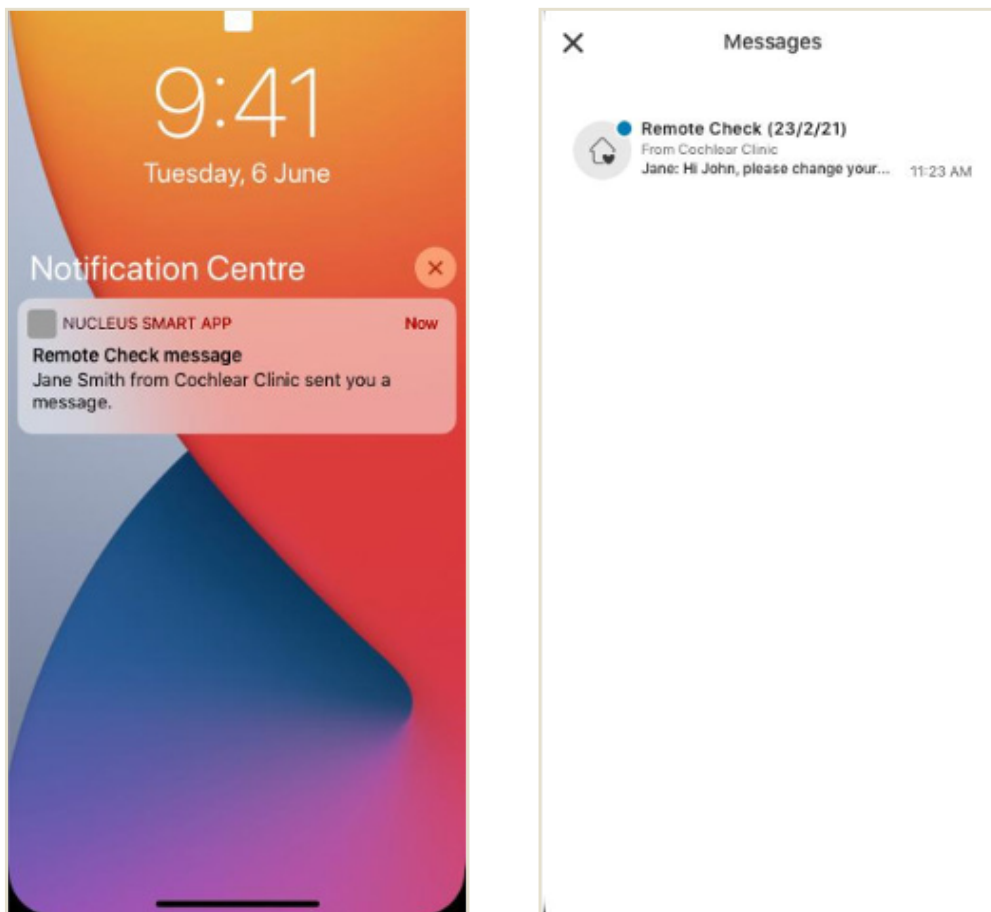 9:41
Tuesday, 6 June
Notification Centre
NUCLEUS SMART APP Now
Remote Check message
Jane Smith from Cochlear Clinic sent you a
message.
Messages
Remote Check (23/2/21)
From Cochlear Clinic
Jane: Hi John, please change your... 11:23 AM